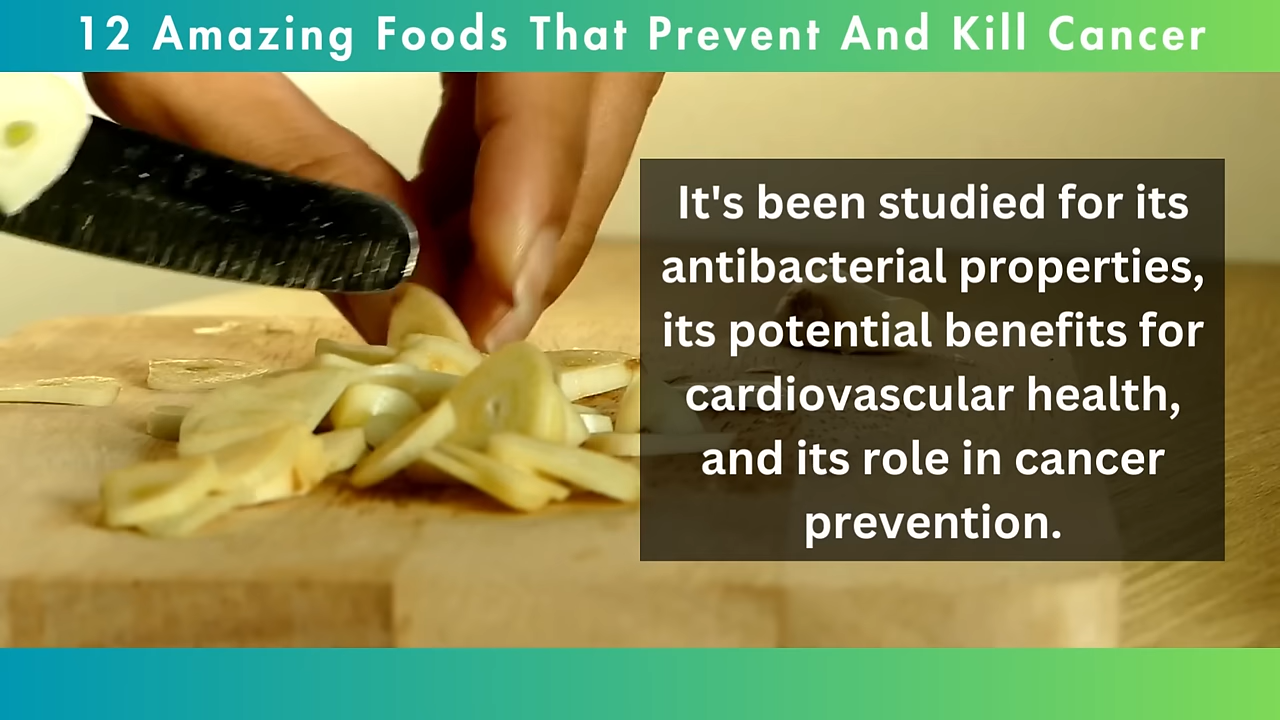 12 Amazing Foods That Prevent And Kill Cancer
It's been studied for its
antibacterial properties,
its potential benefits for
cardiovascular health,
and its role in cancer
prevention.